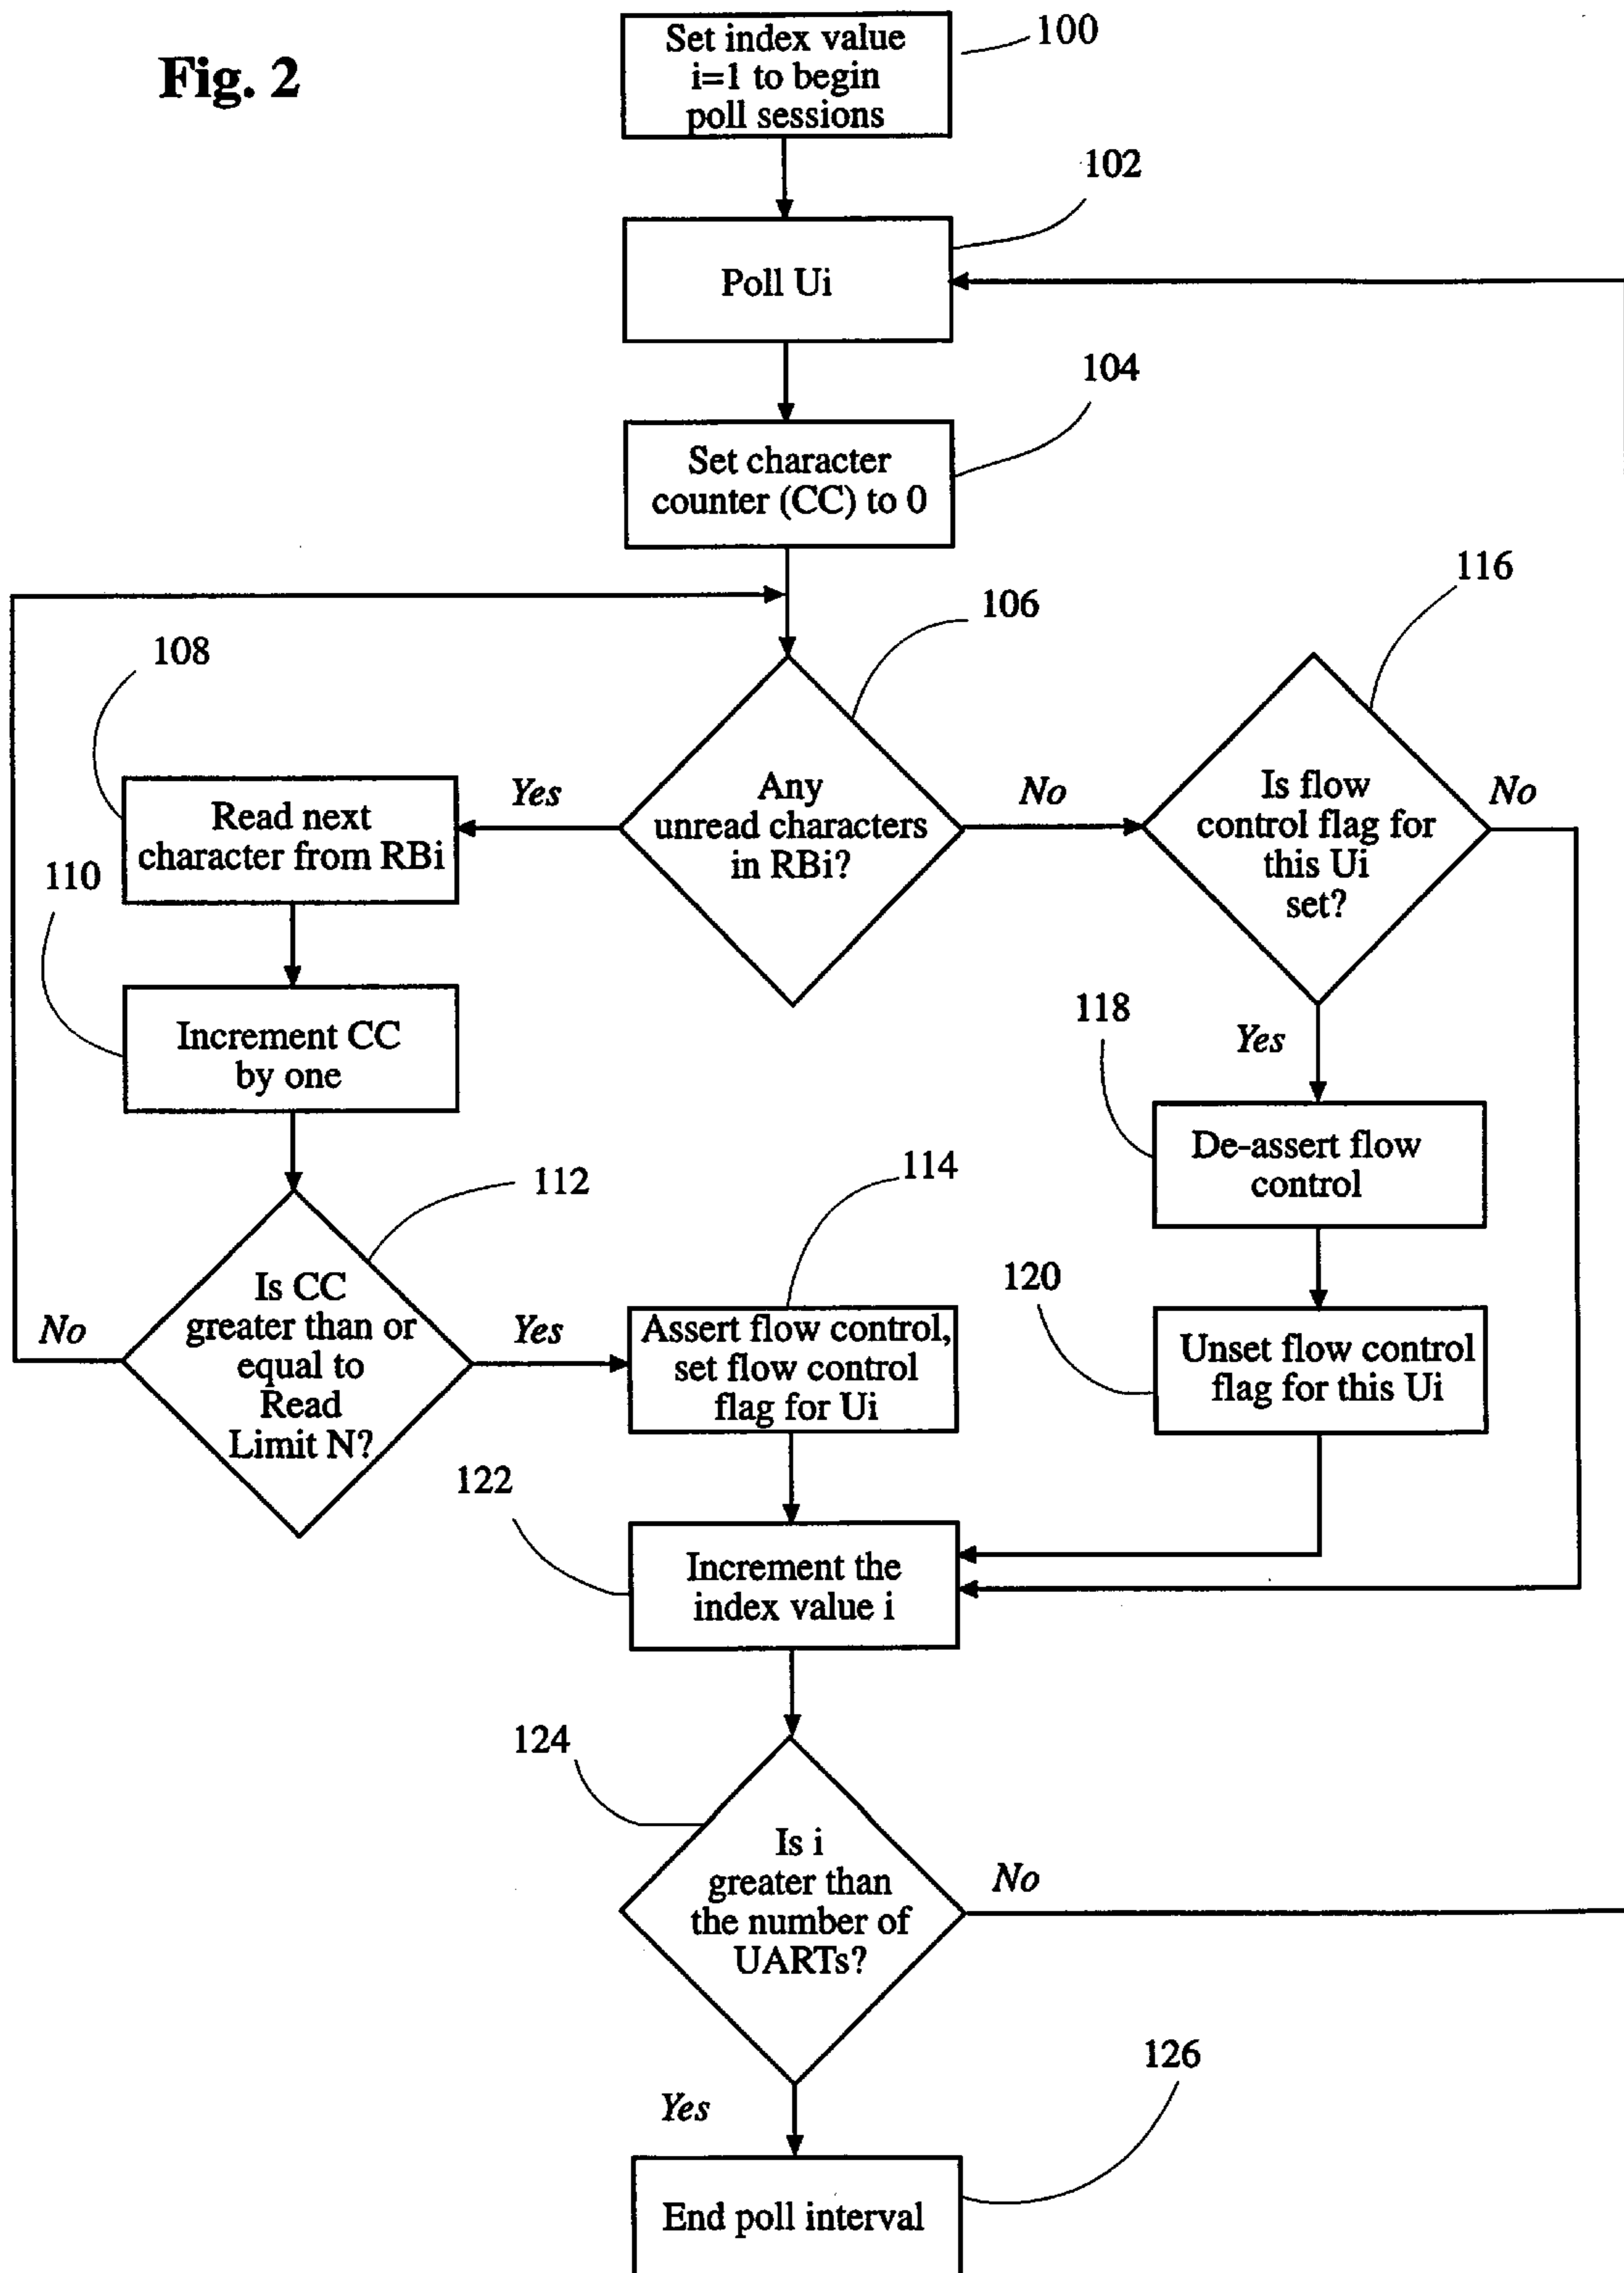 Fig. 2
Set index value
i=1 to begin
poll sessions
100
102
Poll Ui
104
Set character
counter (CC) to 0
116
106
108
Any
unread characters
in RBi?
Yes
No
Is flow
control flag for
this Ui
set?
No
Read next
character from RBi
110
Increment CC
by one
118
Yes
De-assert flow
control
112
114
Is CC
greater than or
equal to
Read
Limit N?
No
Yes
Assert flow control,
set flow control
flag for Ui
120
Unset flow control
flag for this Ui
122
Increment the
index value i
124
Is i
greater than
the number of
UARTs?
No
126
Yes
End poll interval